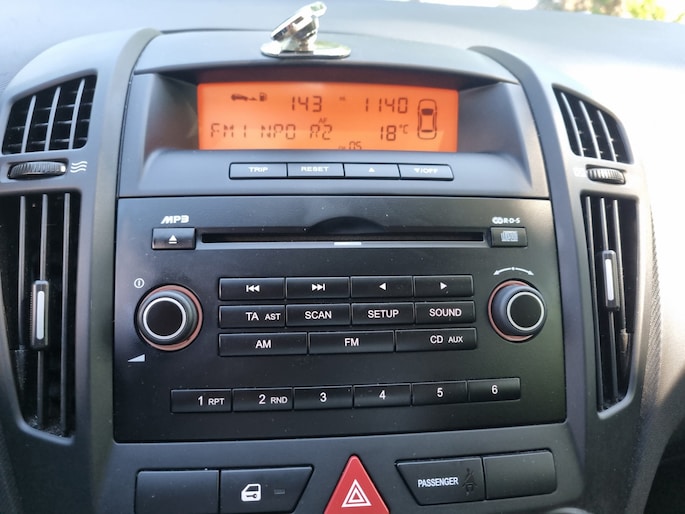 143 1140
FM1 NPO R2 AF 18°C
TRIP RESET ▲ ▼/OFF
MP3 R·D·S
⏮ ⏭ ◀ ▶
TA AST SCAN SETUP SOUND
AM FM CD AUX
1 RPT 2 RND 3 4 5 6
PASSENGER